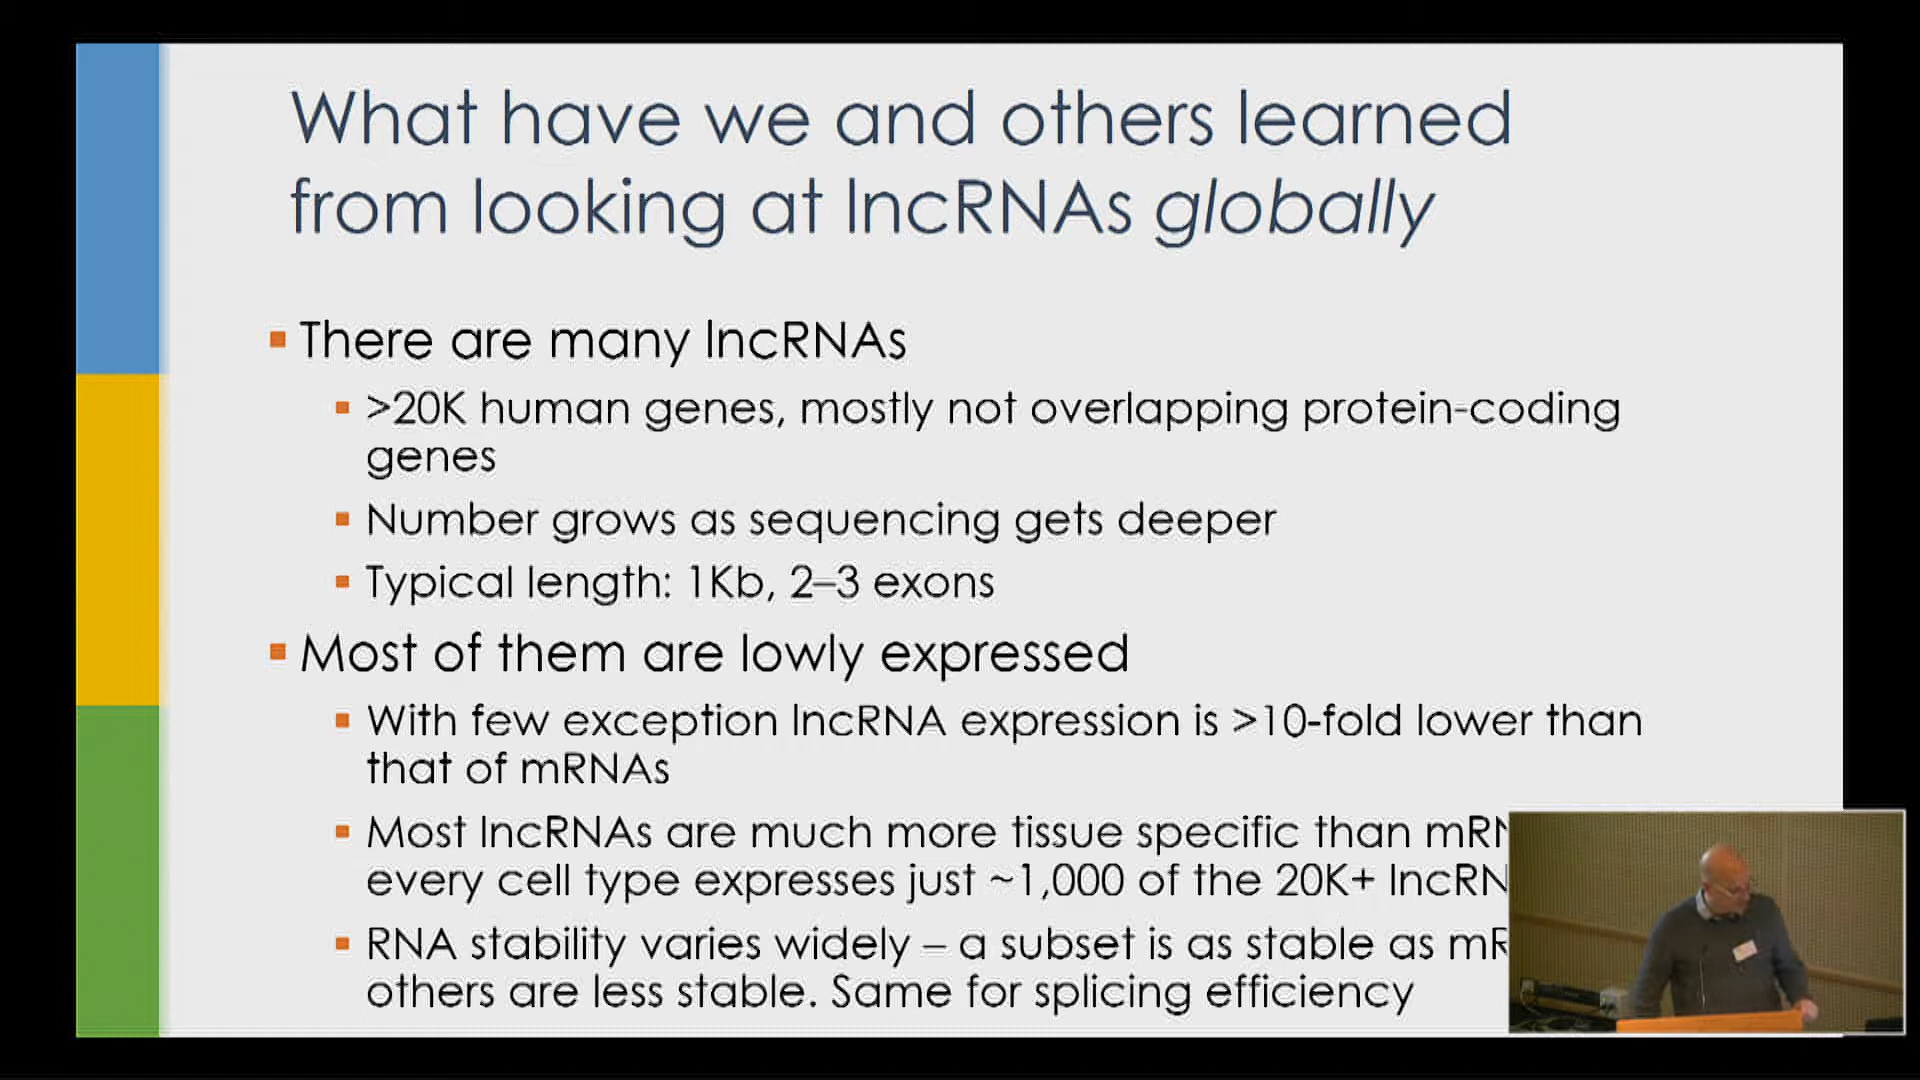 What have we and others learned
from looking at lncRNAs globally
There are many lncRNAs
>20K human genes, mostly not overlapping protein-coding
genes
Number grows as sequencing gets deeper
Typical length: 1Kb, 2–3 exons
Most of them are lowly expressed
With few exception lncRNA expression is >10-fold lower than
that of mRNAs
Most lncRNAs are much more tissue specific than
every cell type expresses just ~1,000 of the 20K+
RNA stability varies widely – a subset is as stable as
others are less stable. Same for splicing efficiency